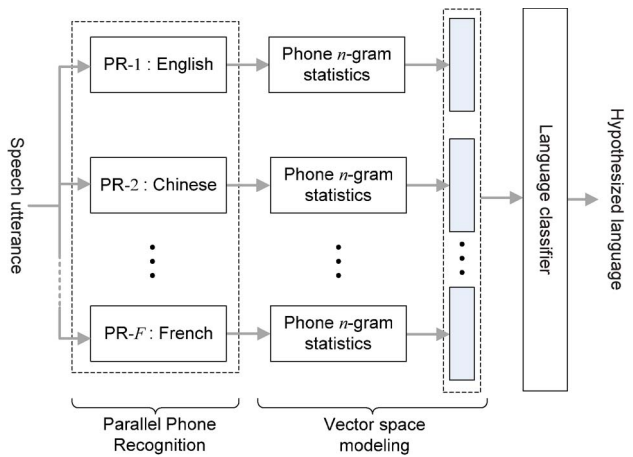 Speech utterance
PR-1 : English
Phone n-gram
statistics
PR-2 : Chinese
Phone n-gram
statistics
PR-F : French
Phone n-gram
statistics
Language classifier
Hypothesized language
Parallel Phone
Recognition
Vector space
modeling